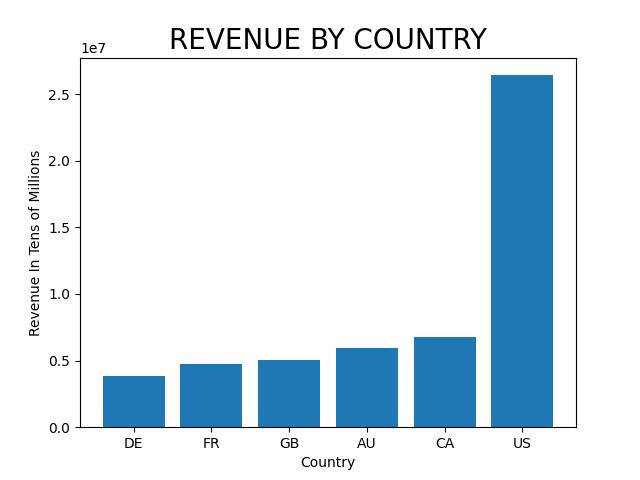 REVENUE BY COUNTRY
1e7
2.5
2.0
1.5
1.0
0.5
0.0
Revenue In Tens of Millions
DE FR GB AU CA US
Country